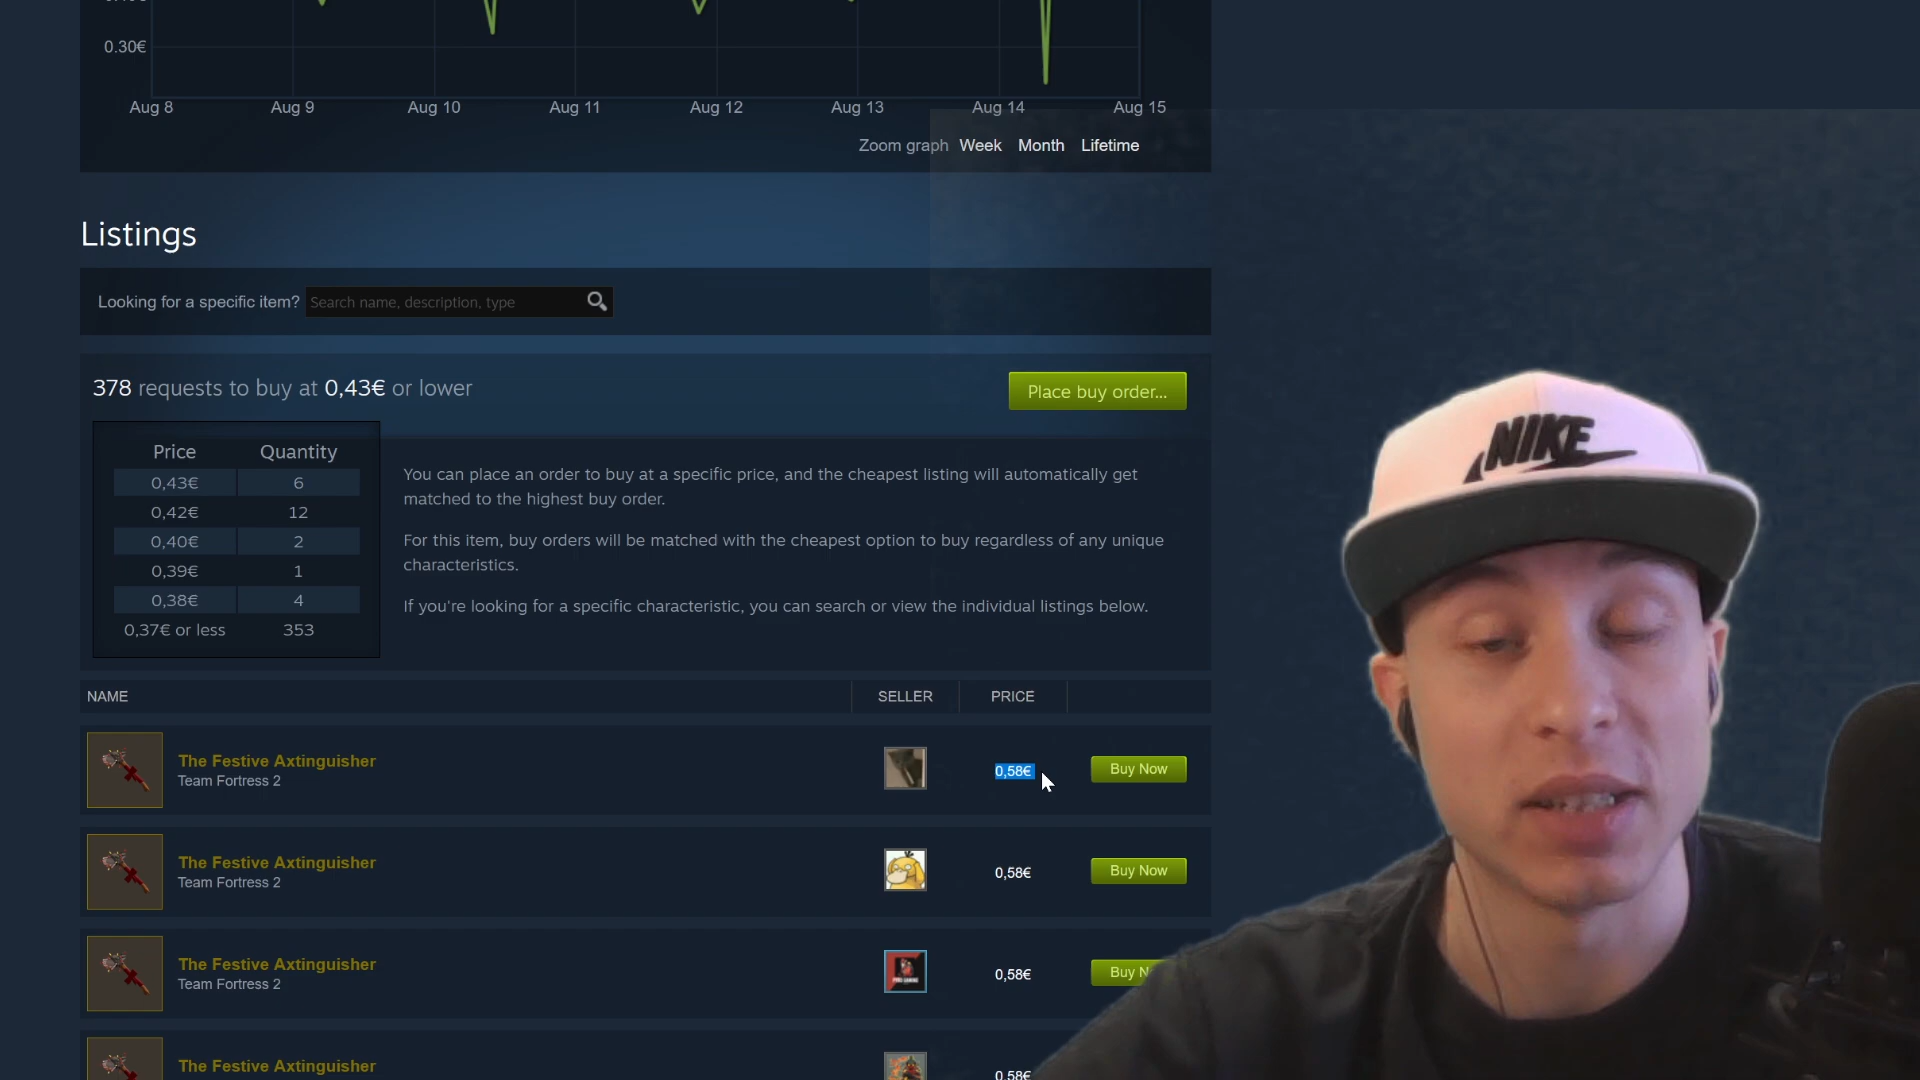 0.30€
Aug 8 Aug 9 Aug 10 Aug 11 Aug 12 Aug 13 Aug 14 Aug 15
Zoom graph Week Month Lifetime
Listings
Looking for a specific item? Search name, description, type
378 requests to buy at 0,43€ or lower
Place buy order...
Price Quantity
0,43€ 6
0,42€ 12
0,40€ 2
0,39€ 1
0,38€ 4
0,37€ or less 353
You can place an order to buy at a specific price, and the cheapest listing will automatically get
matched to the highest buy order.
For this item, buy orders will be matched with the cheapest option to buy regardless of any unique
characteristics.
If you're looking for a specific characteristic, you can search or view the individual listings below.
NAME SELLER PRICE
The Festive Axtinguisher
Team Fortress 2
0,58€ Buy Now
The Festive Axtinguisher
Team Fortress 2
0,58€ Buy Now
The Festive Axtinguisher
Team Fortress 2
0,58€ Buy N
The Festive Axtinguisher
0,58€
NIKE